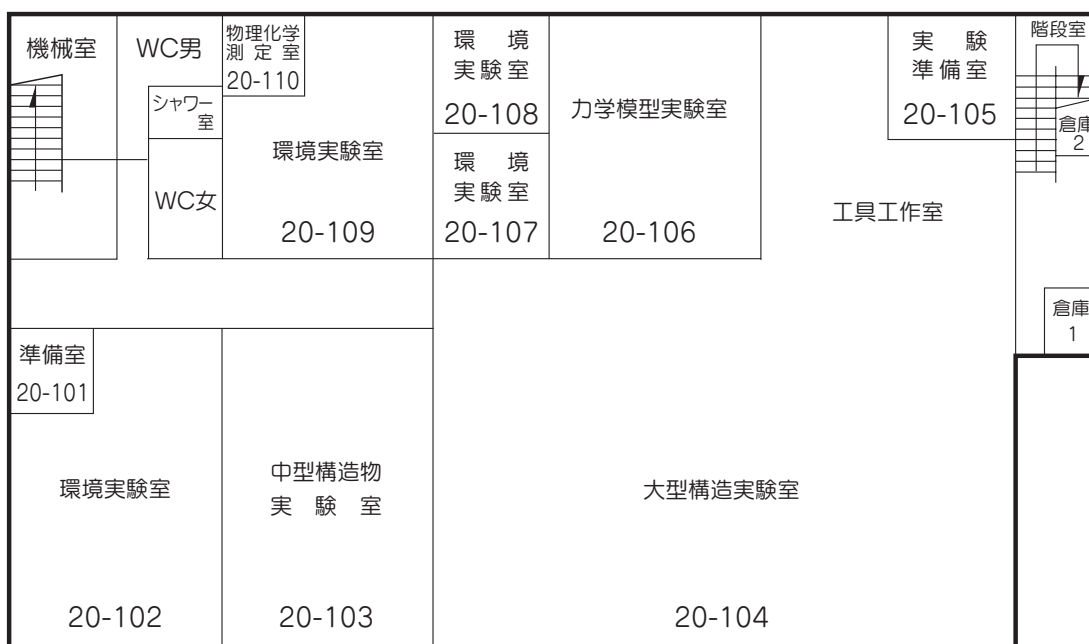 機械室
WC男
物理化学
測定室
20-110
シャワー
室
WC女
環境実験室
20-109
環境
実験室
20-108
環境
実験室
20-107
力学模型実験室
20-106
実験
準備室
20-105
階段室
倉庫
2
工具工作室
倉庫
1
準備室
20-101
環境実験室
20-102
中型構造物
実験室
20-103
大型構造実験室
20-104